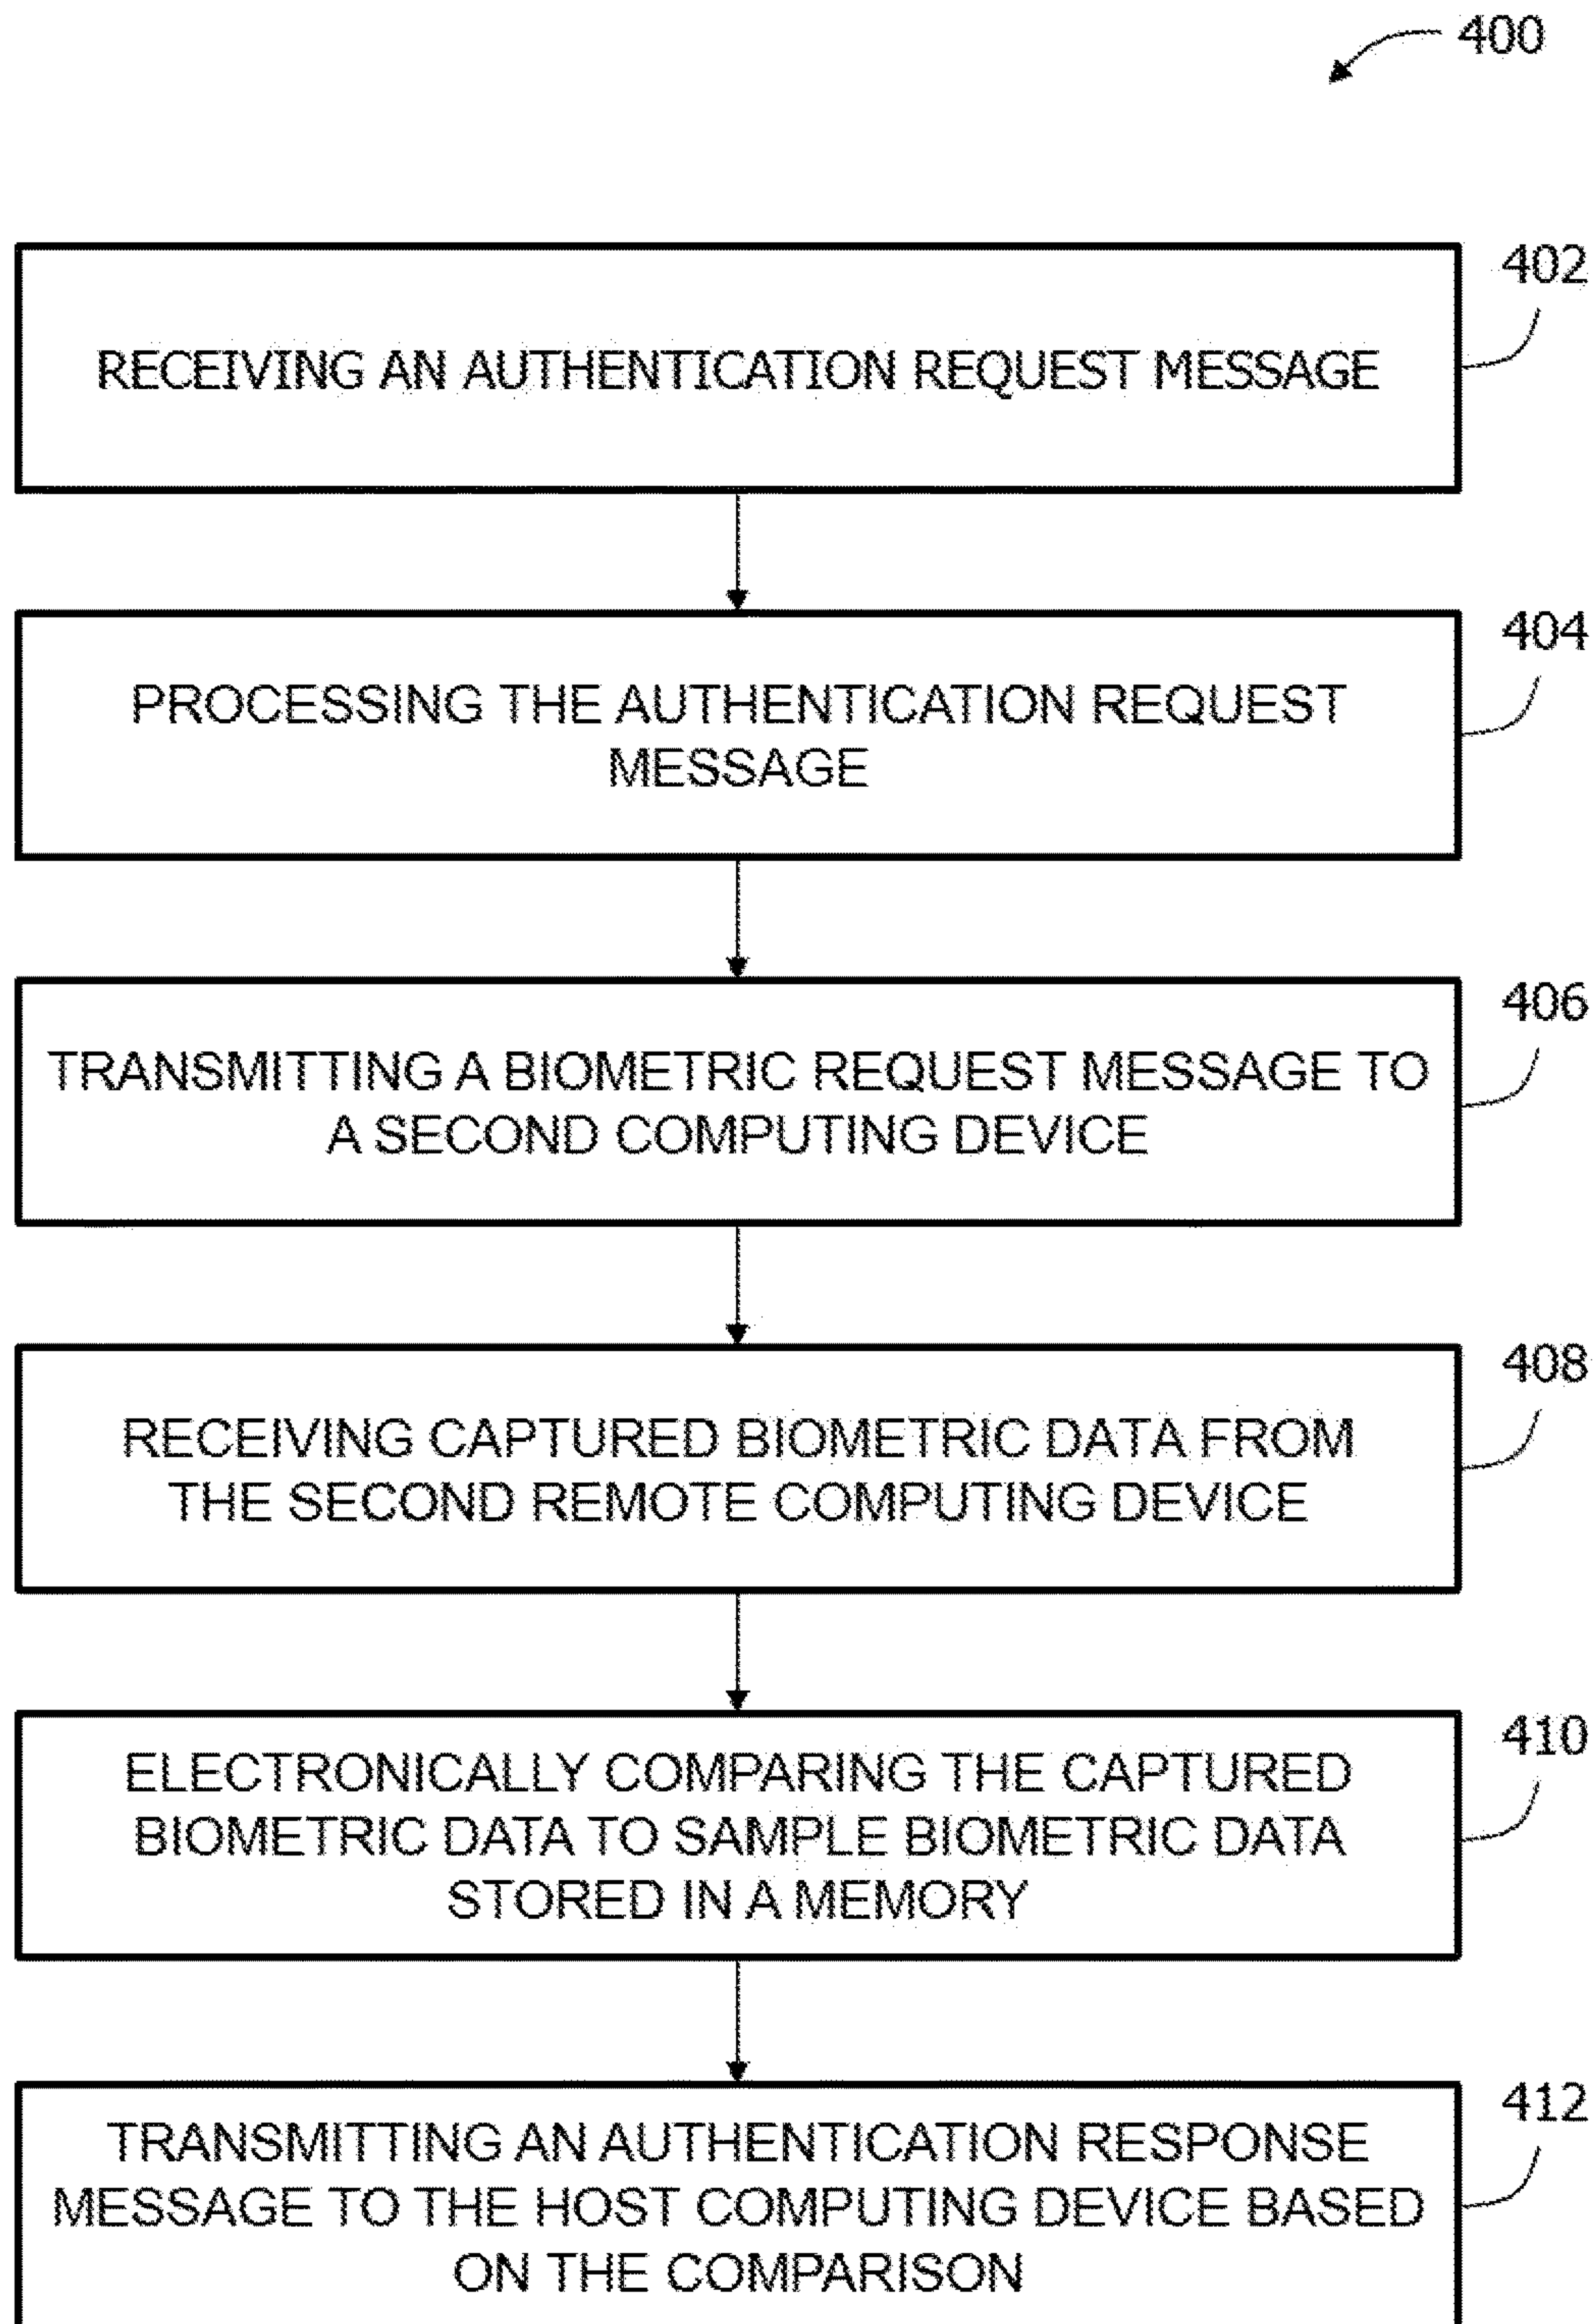 400
402
RECEIVING AN AUTHENTICATION REQUEST MESSAGE
404
PROCESSING THE AUTHENTICATION REQUEST
MESSAGE
406
TRANSMITTING A BIOMETRIC REQUEST MESSAGE TO
A SECOND COMPUTING DEVICE
408
RECEIVING CAPTURED BIOMETRIC DATA FROM
THE SECOND REMOTE COMPUTING DEVICE
410
ELECTRONICALLY COMPARING THE CAPTURED
BIOMETRIC DATA TO SAMPLE BIOMETRIC DATA
STORED IN A MEMORY
412
TRANSMITTING AN AUTHENTICATION RESPONSE
MESSAGE TO THE HOST COMPUTING DEVICE BASED
ON THE COMPARISON